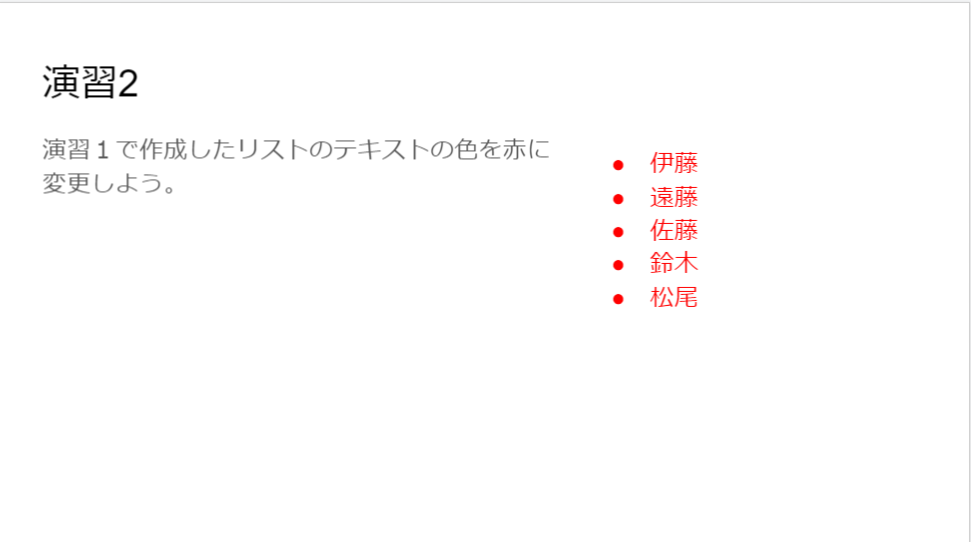 演習2
演習１で作成したリストのテキストの色を赤に
変更しよう。
● 伊藤
● 遠藤
● 佐藤
● 鈴木
● 松尾